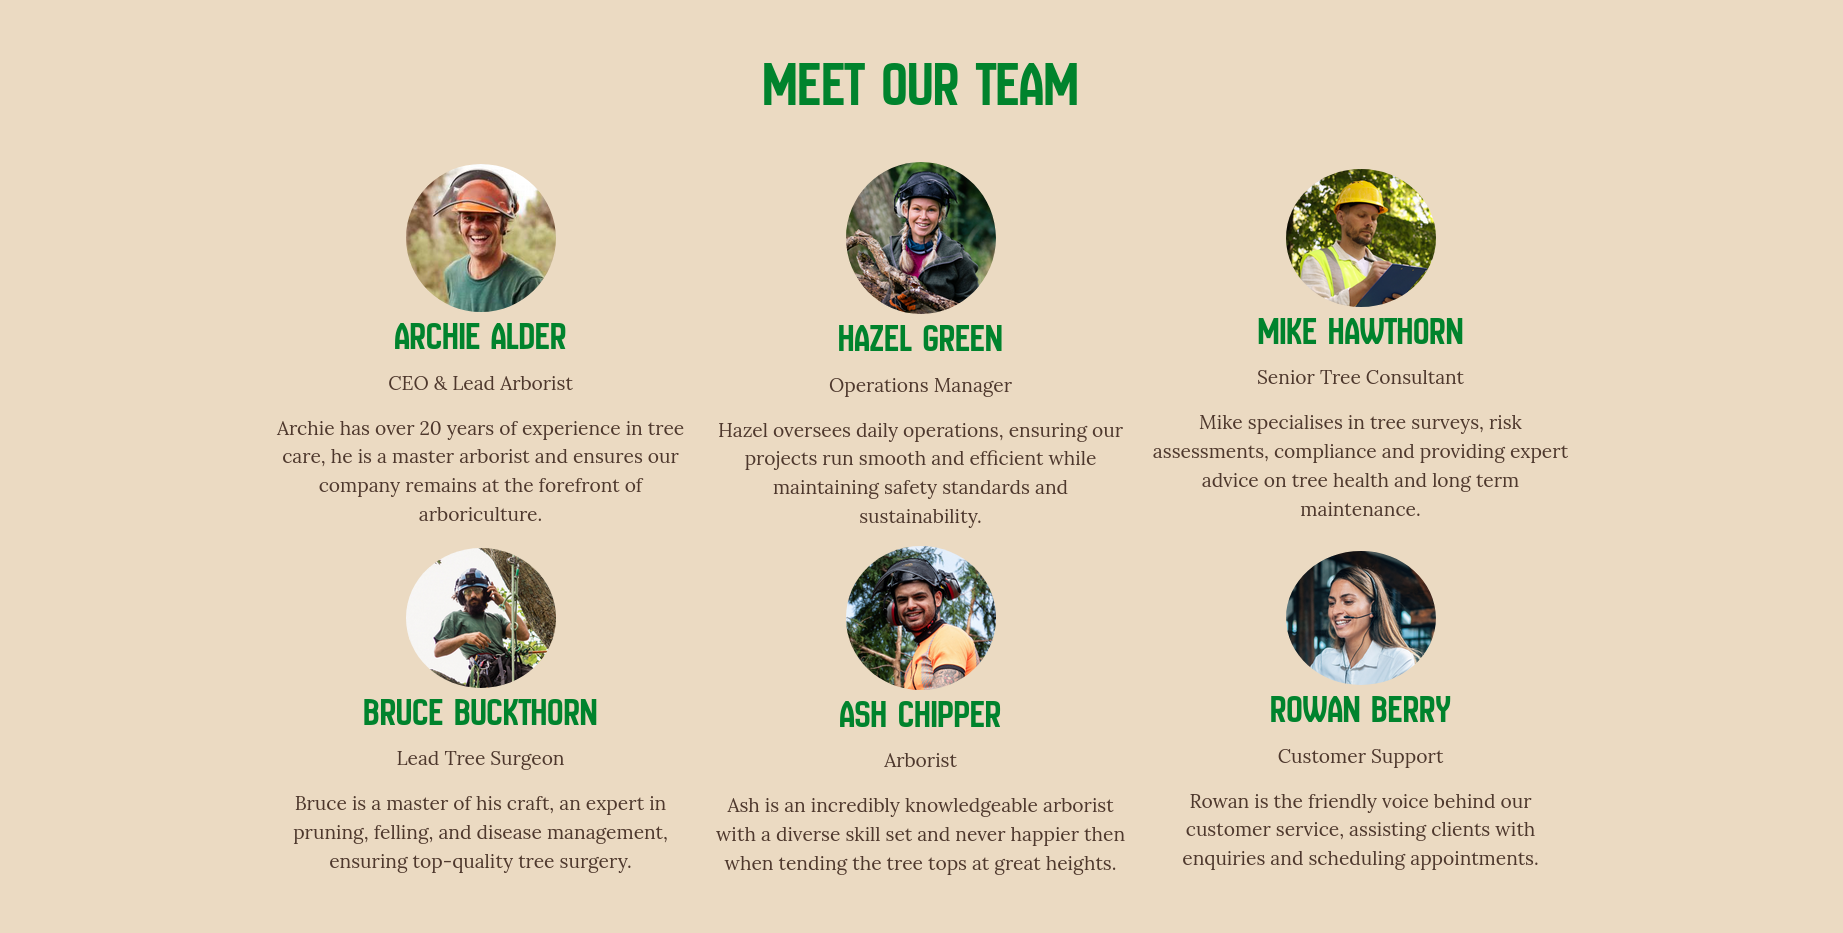 MEET OUR TEAM
ARCHIE ALDER
CEO & Lead Arborist
Archie has over 20 years of experience in tree
care, he is a master arborist and ensures our
company remains at the forefront of
arboriculture.
HAZEL GREEN
Operations Manager
Hazel oversees daily operations, ensuring our
projects run smooth and efficient while
maintaining safety standards and
sustainability.
MIKE HAWTHORN
Senior Tree Consultant
Mike specialises in tree surveys, risk
assessments, compliance and providing expert
advice on tree health and long term
maintenance.
BRUCE BUCKTHORN
Lead Tree Surgeon
Bruce is a master of his craft, an expert in
pruning, felling, and disease management,
ensuring top-quality tree surgery.
ASH CHIPPER
Arborist
Ash is an incredibly knowledgeable arborist
with a diverse skill set and never happier then
when tending the tree tops at great heights.
ROWAN BERRY
Customer Support
Rowan is the friendly voice behind our
customer service, assisting clients with
enquiries and scheduling appointments.